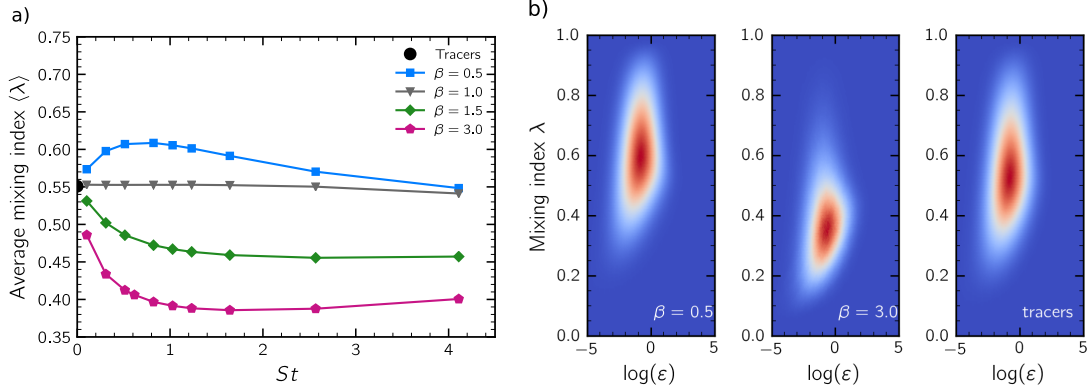 a)
Average mixing index ⟨λ⟩
0.75
0.70
0.65
0.60
0.55
0.50
0.45
0.40
0.35
0
1
2
3
4
St
Tracers
β = 0.5
β = 1.0
β = 1.5
β = 3.0
b)
Mixing index λ
1.0
0.8
0.6
0.4
0.2
0.0
β = 0.5
−5
0
5
log(ε)
1.0
0.8
0.6
0.4
0.2
0.0
β = 3.0
−5
0
5
log(ε)
1.0
0.8
0.6
0.4
0.2
0.0
tracers
−5
0
5
log(ε)